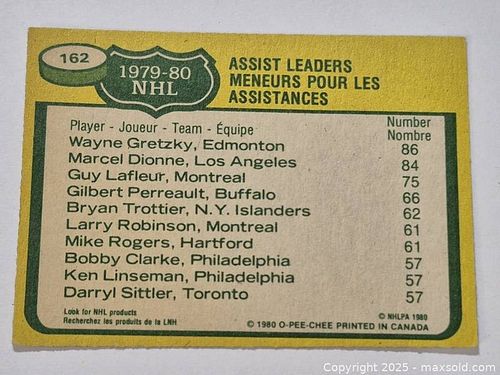 162
1979-80
NHL
ASSIST LEADERS
MENEURS POUR LES
ASSISTANCES
Player - Joueur - Team - Équipe
Number
Nombre
Wayne Gretzky, Edmonton 86
Marcel Dionne, Los Angeles 84
Guy Lafleur, Montreal 75
Gilbert Perreault, Buffalo 66
Bryan Trottier, N.Y. Islanders 62
Larry Robinson, Montreal 61
Mike Rogers, Hartford 61
Bobby Clarke, Philadelphia 57
Ken Linseman, Philadelphia 57
Darryl Sittler, Toronto 57
Look for NHL products
Recherchez les produits de la LNH
© NHLPA 1980
© 1980 O-PEE-CHEE PRINTED IN CANADA
Copyright 2025 - maxsold.com